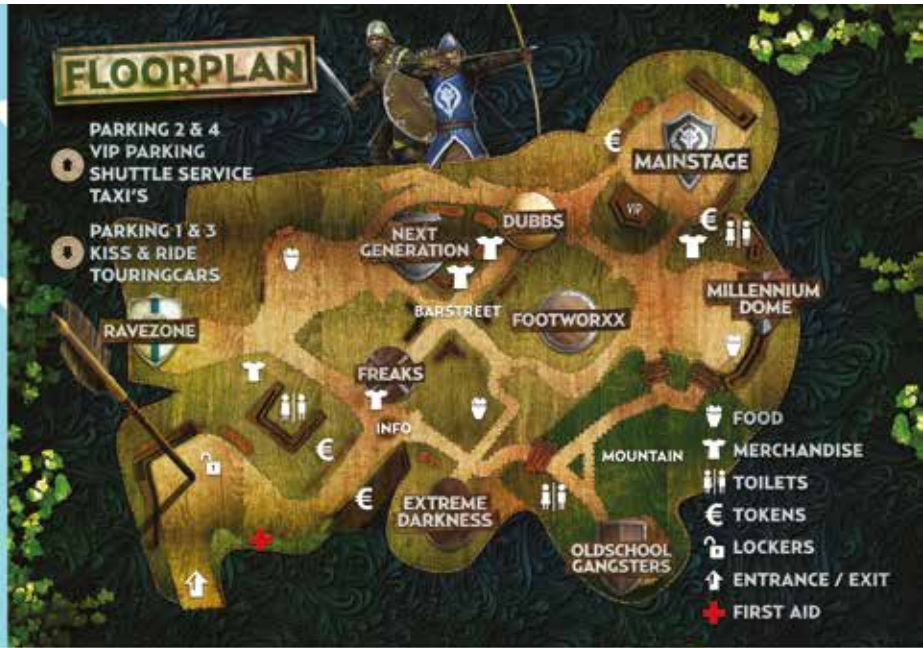 FLOORPLAN
PARKING 2 & 4
VIP PARKING
SHUTTLE SERVICE
TAXI'S
PARKING 1 & 3
KISS & RIDE
TOURINGCARS
MAINSTAGE
VIP
DUBBS
NEXT
GENERATION
MILLENNIUM
DOME
BARSTREET
FOOTWORXX
RAVEZONE
FREAKS
INFO
MOUNTAIN
EXTREME
DARKNESS
OLDSCHOOL
GANGSTERS
FOOD
MERCHANDISE
TOILETS
€ TOKENS
LOCKERS
ENTRANCE / EXIT
FIRST AID
€
€
€
€